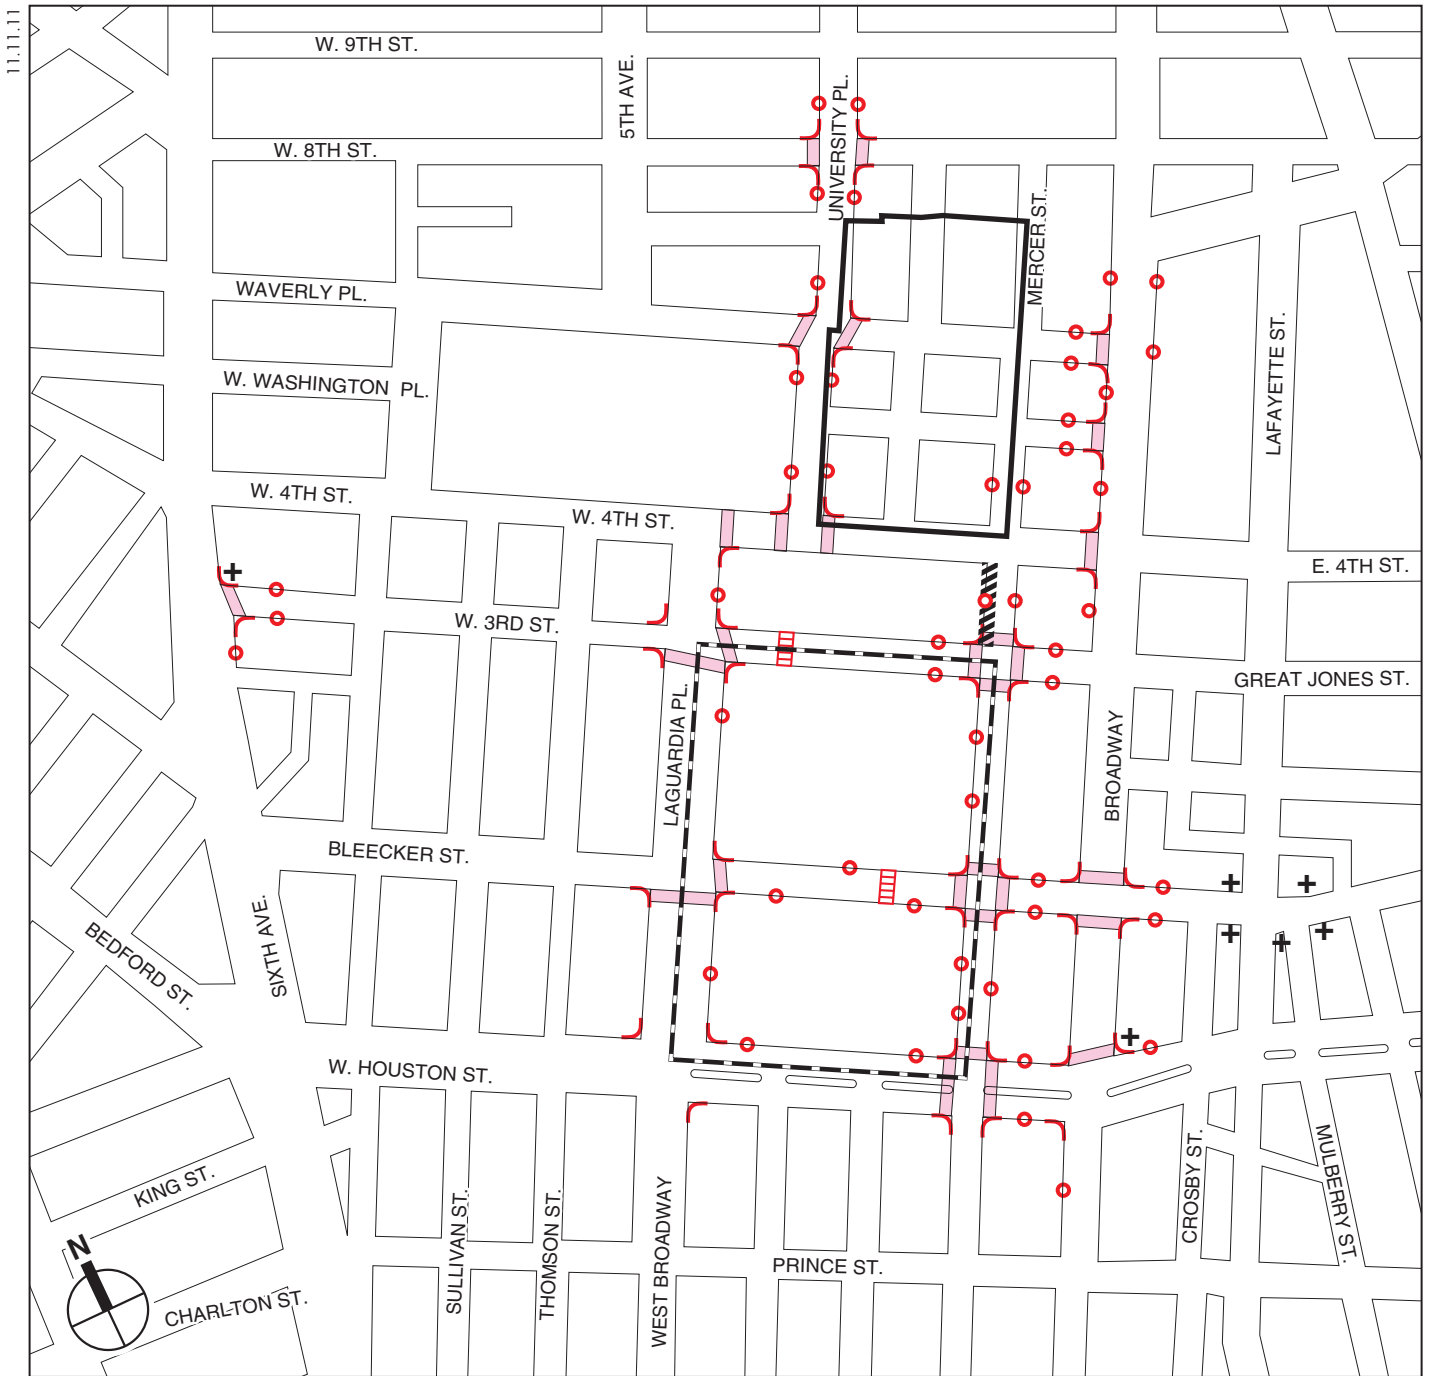 11.11.11
W. 9TH ST.
5TH AVE.
UNIVERSITY PL.
W. 8TH ST.
MERCER ST.
WAVERLY PL.
LAFAYETTE ST.
W. WASHINGTON PL.
W. 4TH ST.
W. 4TH ST.
E. 4TH ST.
W. 3RD ST.
GREAT JONES ST.
LAGUARDIA PL.
BROADWAY
BLEECKER ST.
SIXTH AVE.
BEDFORD ST.
W. HOUSTON ST.
KING ST.
SULLIVAN ST.
THOMSON ST.
WEST BROADWAY
CROSBY ST.
MULBERRY ST.
N
PRINCE ST.
CHARLTON ST.